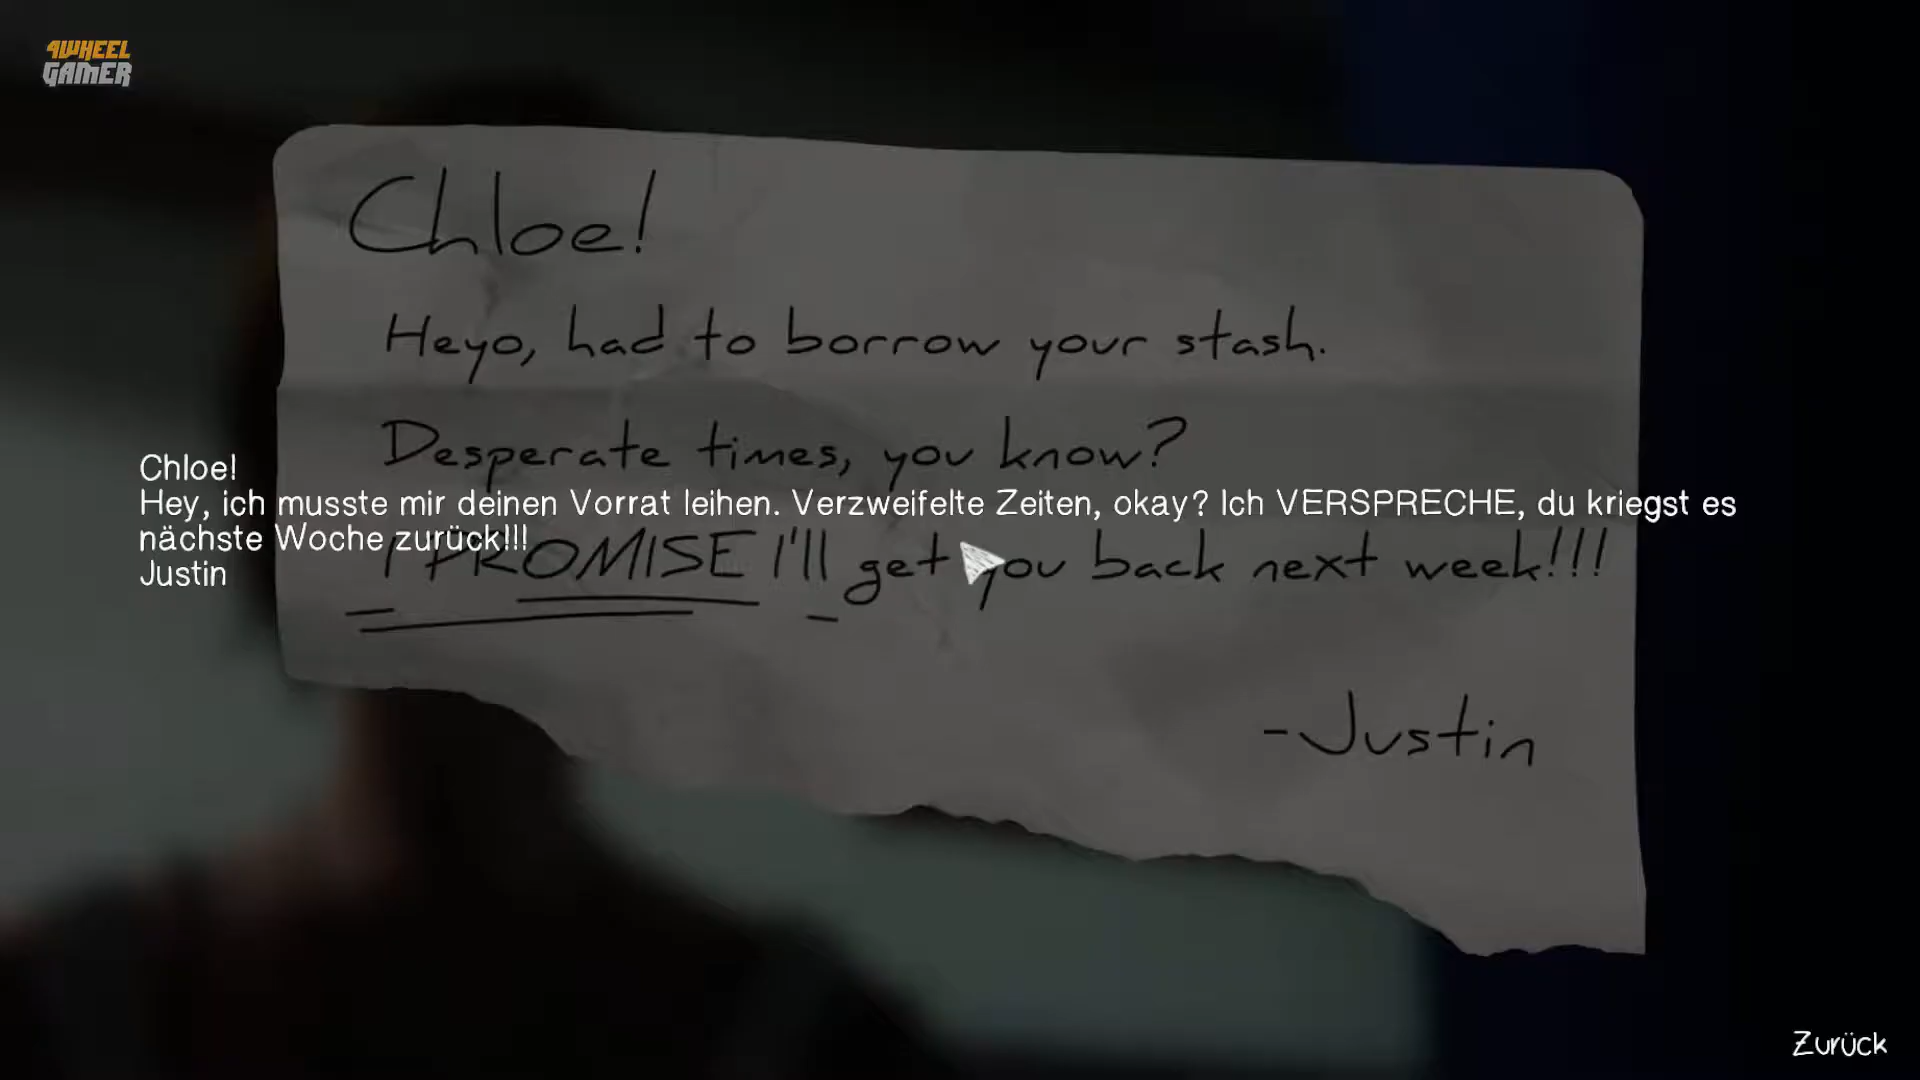 4WHEEL
GAMER
Chloe!
Heyo, had to borrow your stash.
Desperate times, you know?
I PROMISE I'll get you back next week!!!
-Justin
Chloe!
Hey, ich musste mir deinen Vorrat leihen. Verzweifelte Zeiten, okay? Ich VERSPRECHE, du kriegst es
nächste Woche zurück!!!
Justin
Zurück